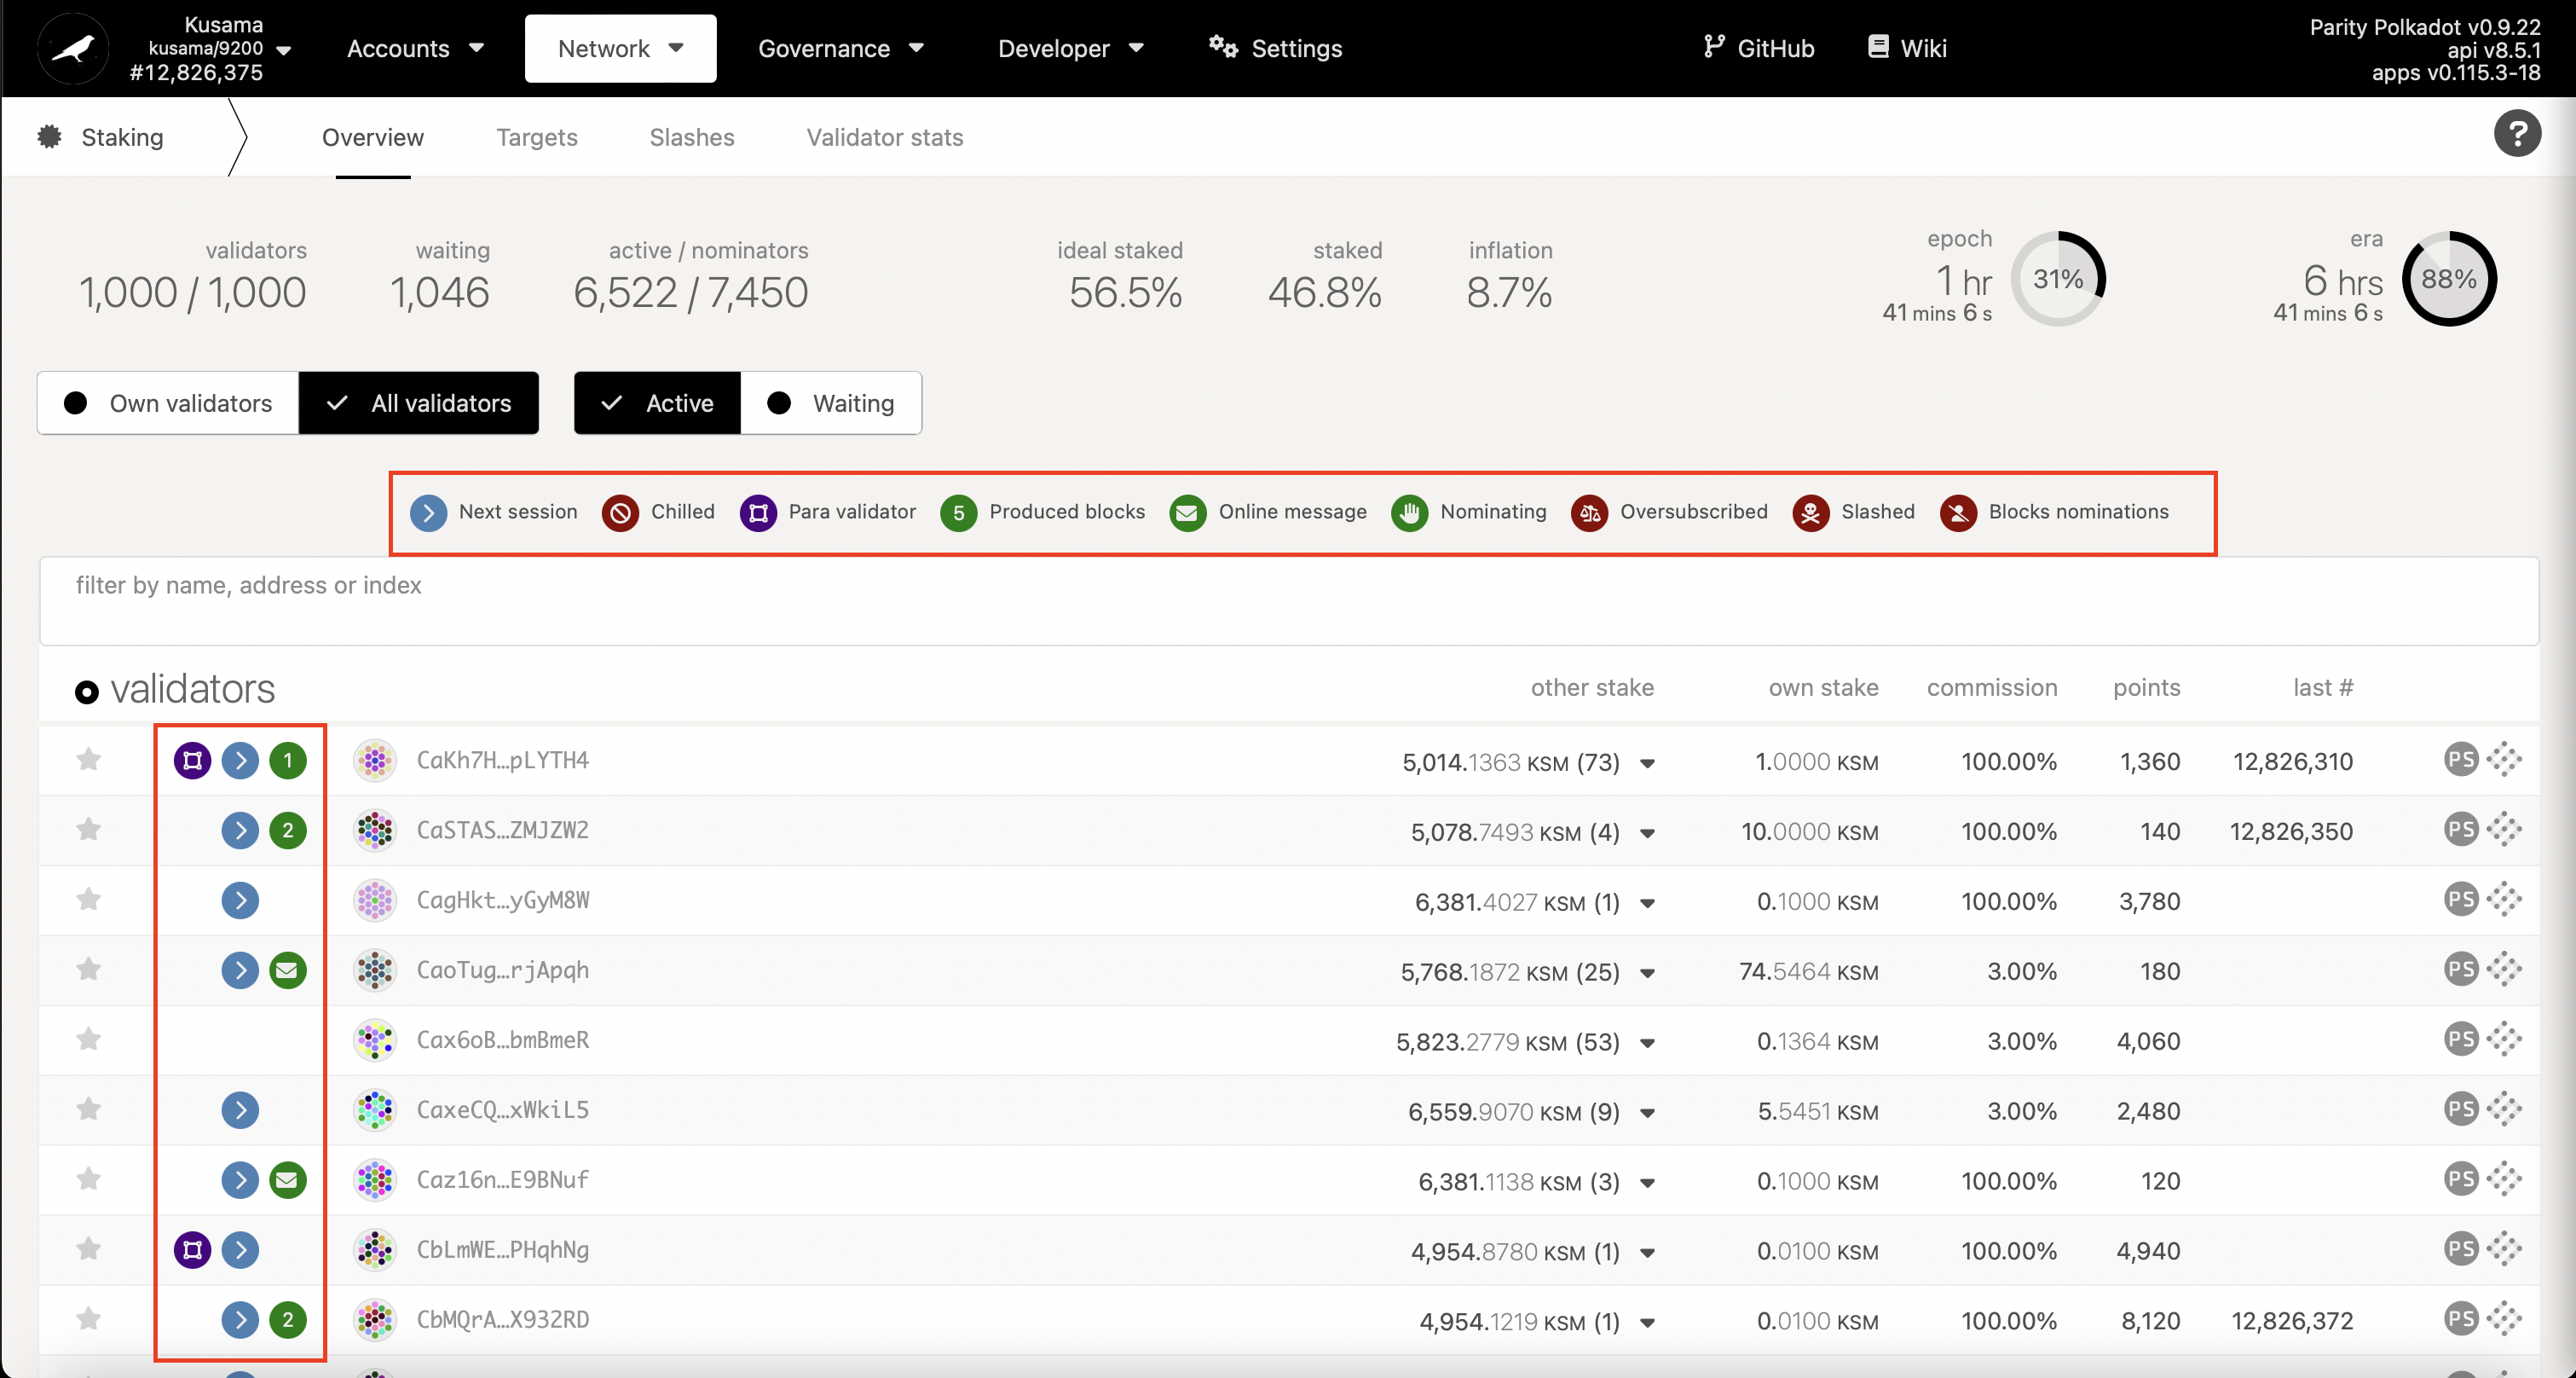 Kusama
kusama/9200
#12,826,375
Accounts
Network
Governance
Developer
Settings
GitHub
Wiki
Parity Polkadot v0.9.22
api v8.5.1
apps v0.115.3-18
Staking
Overview
Targets
Slashes
Validator stats
?
validators
1,000 / 1,000
waiting
1,046
active / nominators
6,522 / 7,450
ideal staked
56.5%
staked
46.8%
inflation
8.7%
epoch
1 hr
41 mins 6 s
31%
era
6 hrs
41 mins 6 s
88%
Own validators
All validators
Active
Waiting
Next session
Chilled
Para validator
5 Produced blocks
Online message
Nominating
Oversubscribed
Slashed
Blocks nominations
filter by name, address or index
validators other stake own stake commission points last #
1 CaKh7H...pLYTH4 5,014.1363 KSM (73) 1.0000 KSM 100.00% 1,360 12,826,310 PS
2 CaSTAS...ZMJZW2 5,078.7493 KSM (4) 10.0000 KSM 100.00% 140 12,826,350 PS
CagHkt...yGyM8W 6,381.4027 KSM (1) 0.1000 KSM 100.00% 3,780 PS
CaoTug...rjApqh 5,768.1872 KSM (25) 74.5464 KSM 3.00% 180 PS
Cax6oB...bmBmeR 5,823.2779 KSM (53) 0.1364 KSM 3.00% 4,060 PS
CaxeCQ...xWkiL5 6,559.9070 KSM (9) 5.5451 KSM 3.00% 2,480 PS
Caz16n...E9BNuf 6,381.1138 KSM (3) 0.1000 KSM 100.00% 120 PS
CbLmWE...PHqhNg 4,954.8780 KSM (1) 0.0100 KSM 100.00% 4,940 PS
2 CbMQrA...X932RD 4,954.1219 KSM (1) 0.0100 KSM 100.00% 8,120 12,826,372 PS